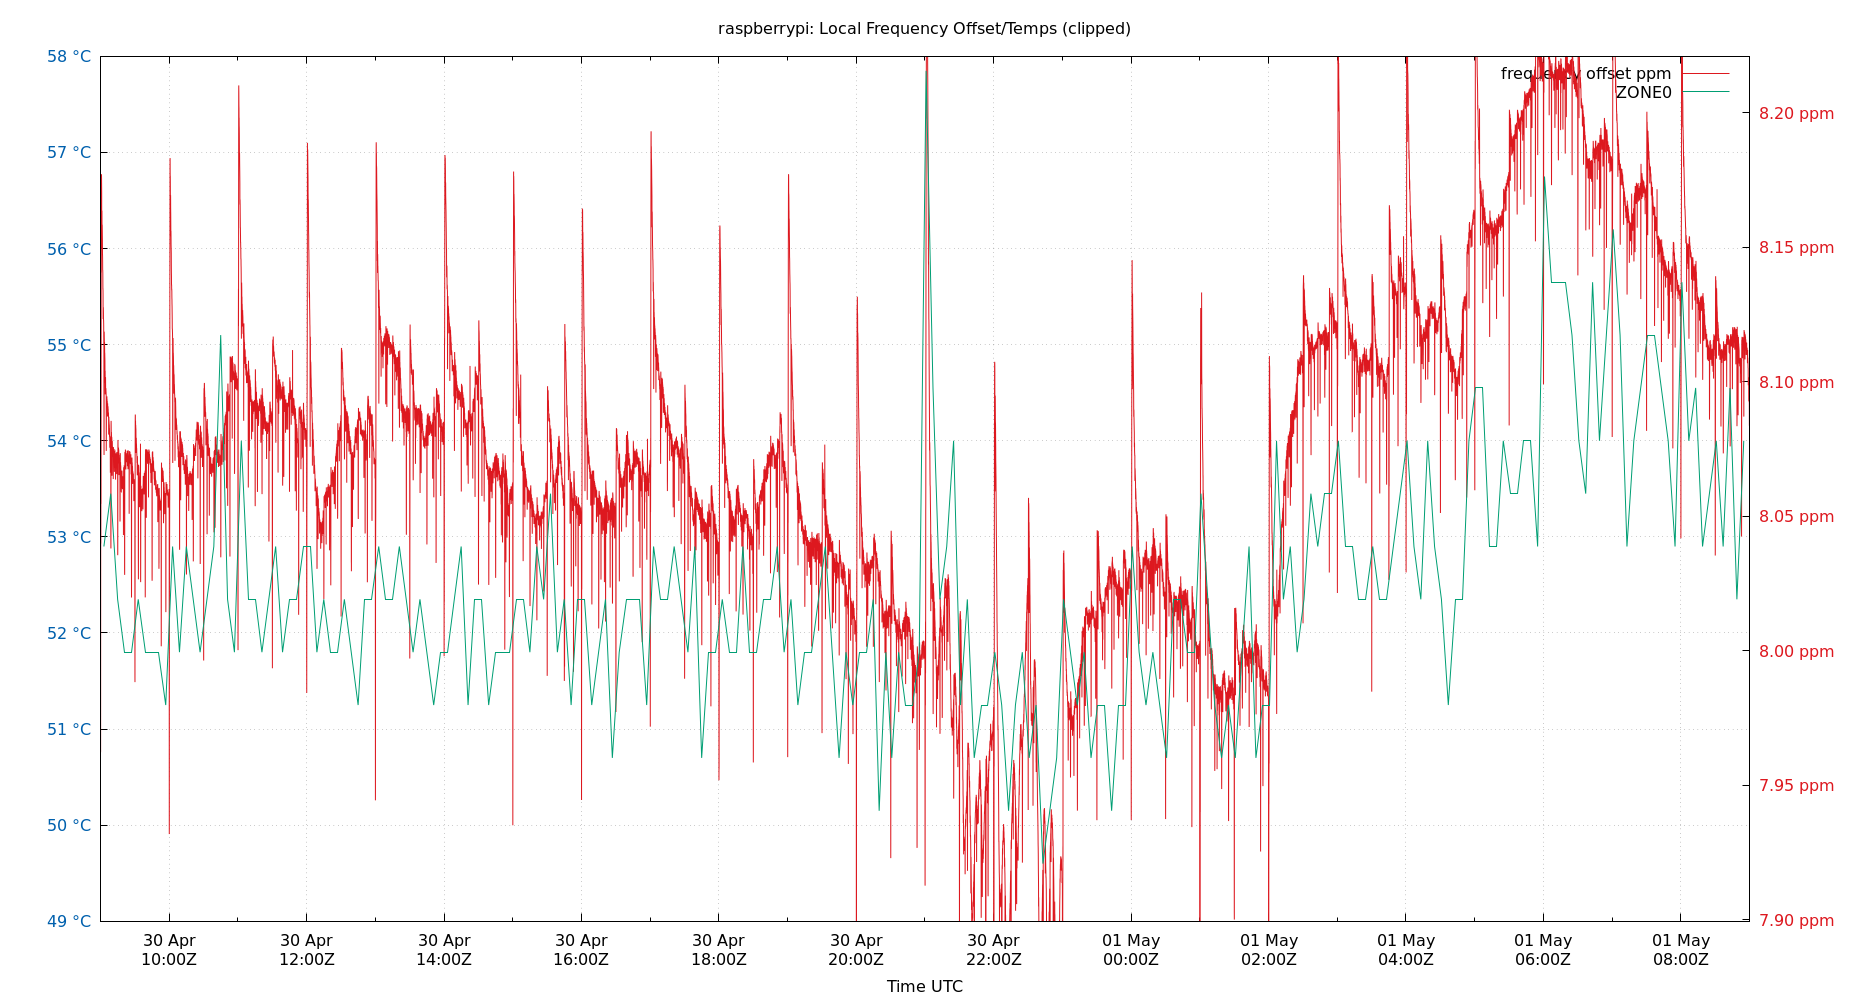 raspberrypi: Local Frequency Offset/Temps (clipped)
58 °C
57 °C
56 °C
55 °C
54 °C
53 °C
52 °C
51 °C
50 °C
49 °C
frequency offset ppm
ZONE0
8.20 ppm
8.15 ppm
8.10 ppm
8.05 ppm
8.00 ppm
7.95 ppm
7.90 ppm
30 Apr 30 Apr 30 Apr 30 Apr 30 Apr 30 Apr 30 Apr 01 May 01 May 01 May 01 May 01 May
10:00Z 12:00Z 14:00Z 16:00Z 18:00Z 20:00Z 22:00Z 00:00Z 02:00Z 04:00Z 06:00Z 08:00Z
Time UTC